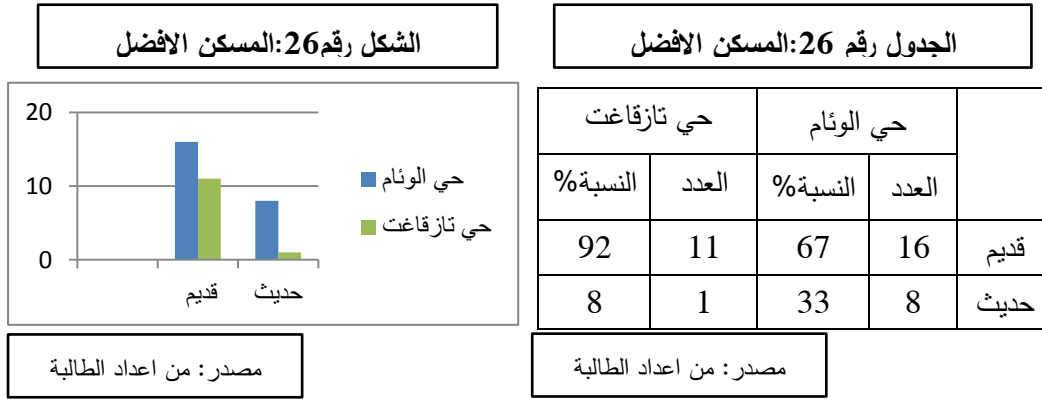 الجدول رقم 26:المسكن الافضل
الشكل رقم26:المسكن الافضل
حي الوئام حي تازقاغت
العدد النسبة% العدد النسبة%
قديم 16 67 11 92
حديث 8 33 1 8
20
10
0
قديم حديث
حي الوئام
حي تازقاغت
مصدر: من اعداد الطالبة
مصدر: من اعداد الطالبة